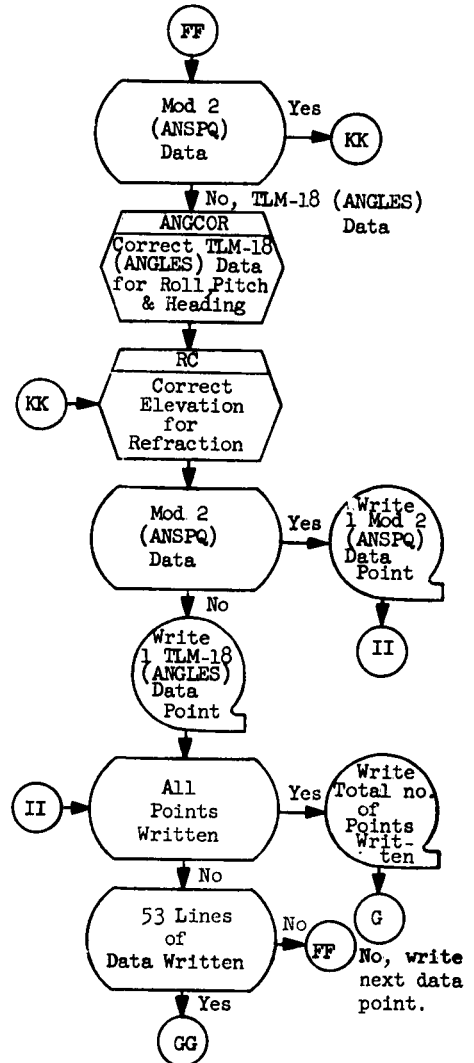 FF
Mod 2
(ANSPQ)
Data
Yes
KK
No, TLM-18 (ANGLES)
Data
ANGCOR
Correct TLM-18
(ANGLES) Data
for Roll,Pitch
& Heading
RC
KK
Correct
Elevation
for
Refraction
Mod 2
(ANSPQ)
Data
Yes
Write
1 Mod 2
(ANSPQ)
Data
Point
II
No
Write
1 TLM-18
(ANGLES)
Data
Point
II
All
Points
Written
Yes
Write
Total no.
of
Points
Writ-
ten
G
No
53 Lines
of
Data Written
No
FF
No, write
next data
point.
Yes
GG